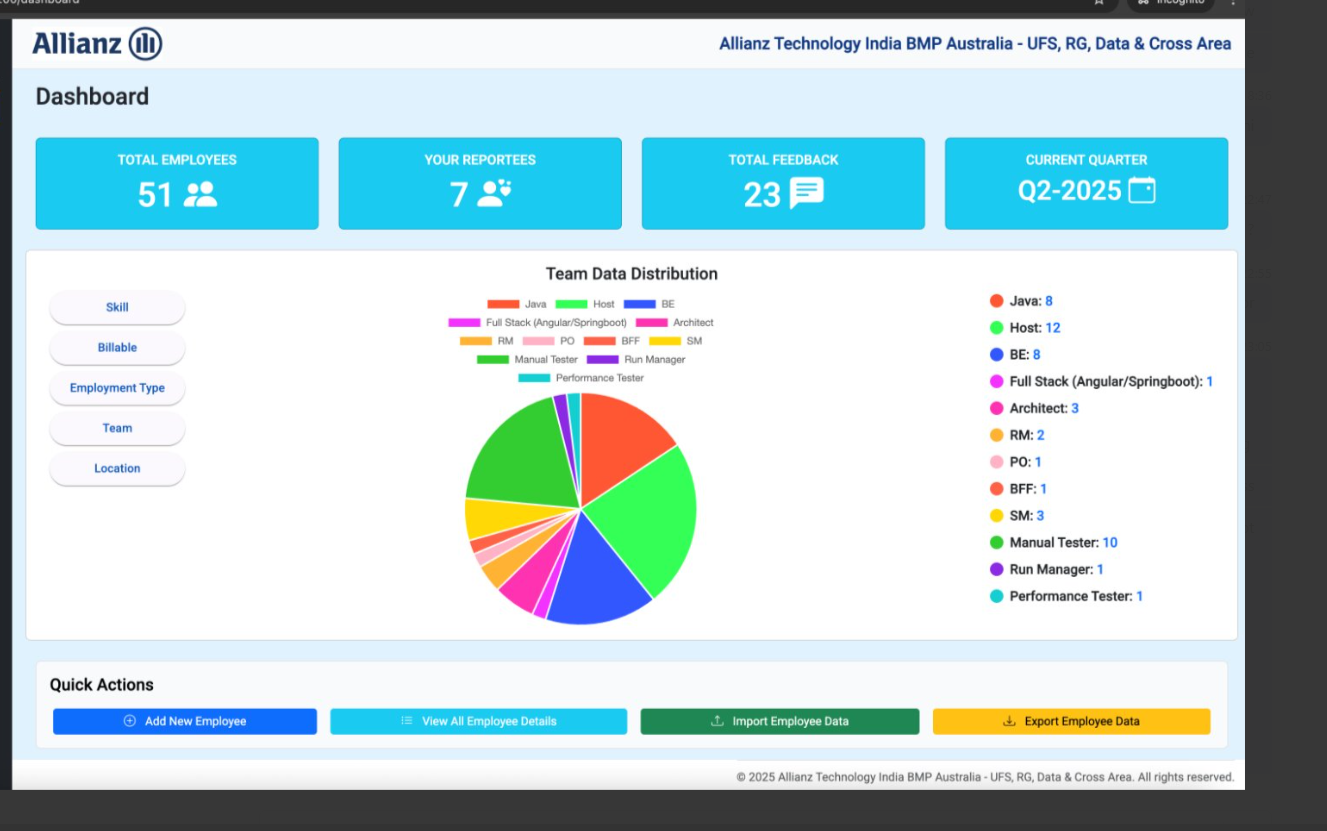 Allianz
Allianz Technology India BMP Australia - UFS, RG, Data & Cross Area
Dashboard
TOTAL EMPLOYEES
51
YOUR REPORTEES
7
TOTAL FEEDBACK
23
CURRENT QUARTER
Q2-2025
Team Data Distribution
Skill
Billable
Employment Type
Team
Location
Java Host BE
Full Stack (Angular/Springboot) Architect
RM PO BFF SM
Manual Tester Run Manager
Performance Tester
Java: 8
Host: 12
BE: 8
Full Stack (Angular/Springboot): 1
Architect: 3
RM: 2
PO: 1
BFF: 1
SM: 3
Manual Tester: 10
Run Manager: 1
Performance Tester: 1
Quick Actions
Add New Employee
View All Employee Details
Import Employee Data
Export Employee Data
© 2025 Allianz Technology India BMP Australia - UFS, RG, Data & Cross Area. All rights reserved.